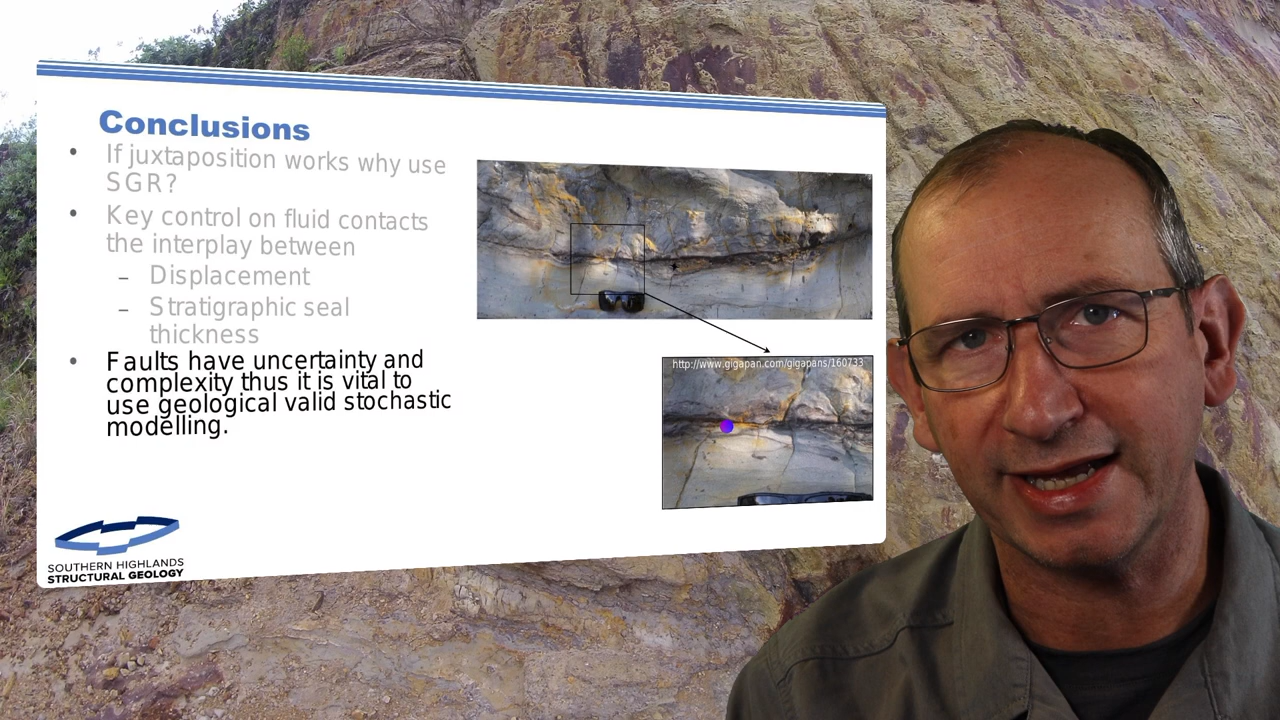 Conclusions
• If juxtaposition works why use
SGR?
• Key control on fluid contacts
the interplay between
– Displacement
– Stratigraphic seal
thickness
• Faults have uncertainty and
complexity thus it is vital to
use geological valid stochastic
modelling.
http://www.gigapan.com/gigapans/160733
SOUTHERN HIGHLANDS
STRUCTURAL GEOLOGY